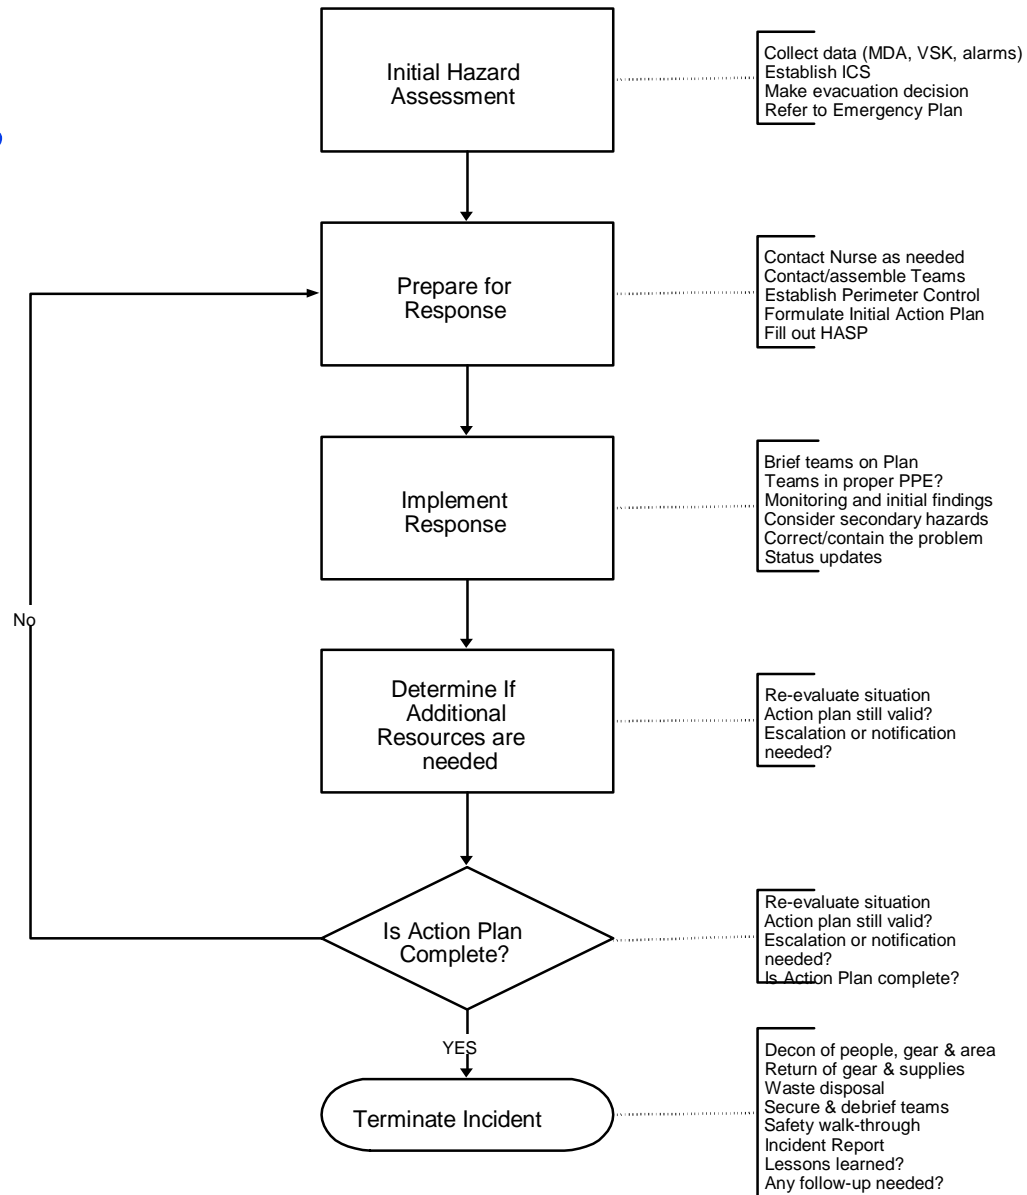 Initial Hazard
Assessment
Collect data (MDA, VSK, alarms)
Establish ICS
Make evacuation decision
Refer to Emergency Plan
Prepare for
Response
Contact Nurse as needed
Contact/assemble Teams
Establish Perimeter Control
Formulate Initial Action Plan
Fill out HASP
Implement
Response
Brief teams on Plan
Teams in proper PPE?
Monitoring and initial findings
Consider secondary hazards
Correct/contain the problem
Status updates
No
Determine If
Additional
Resources are
needed
Re-evaluate situation
Action plan still valid?
Escalation or notification
needed?
Is Action Plan
Complete?
Re-evaluate situation
Action plan still valid?
Escalation or notification
needed?
Is Action Plan complete?
YES
Terminate Incident
Decon of people, gear & area
Return of gear & supplies
Waste disposal
Secure & debrief teams
Safety walk-through
Incident Report
Lessons learned?
Any follow-up needed?